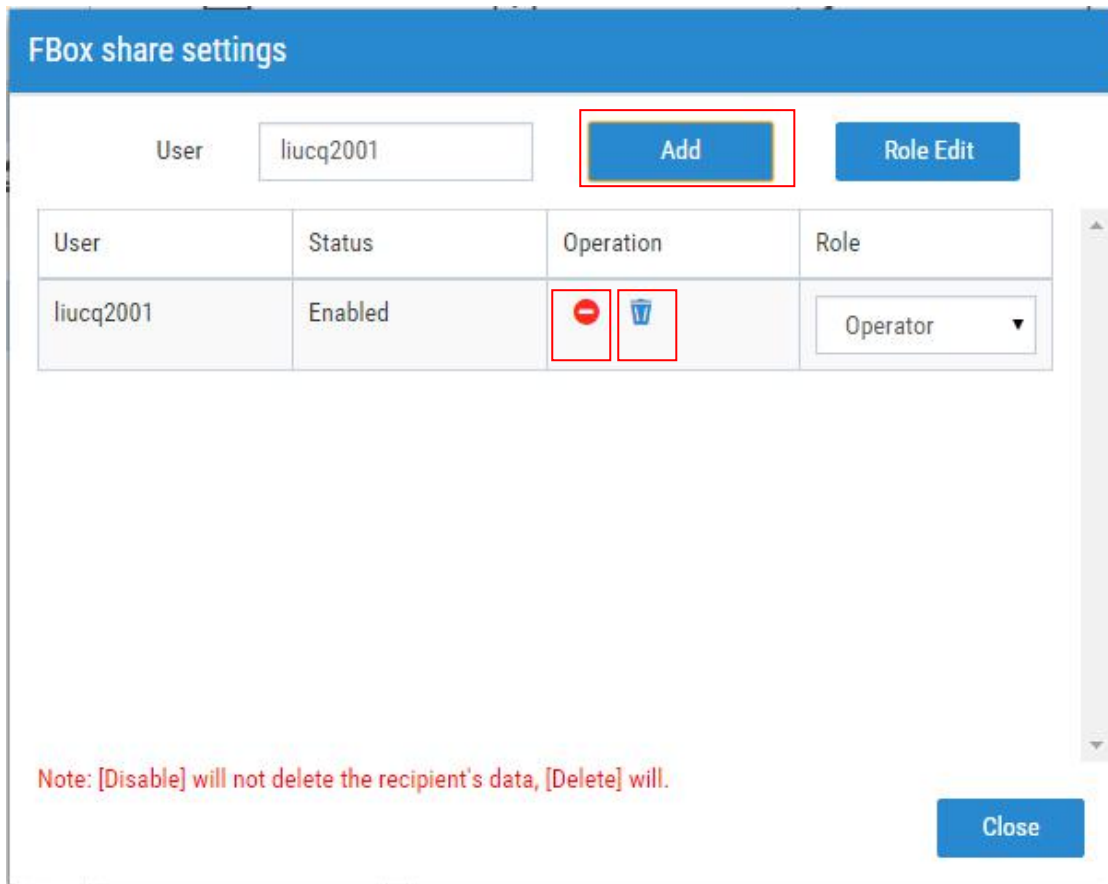 FBox share settings
User liucq2001 Add Role Edit
User Status Operation Role
liucq2001 Enabled Operator
Note: [Disable] will not delete the recipient's data, [Delete] will.
Close